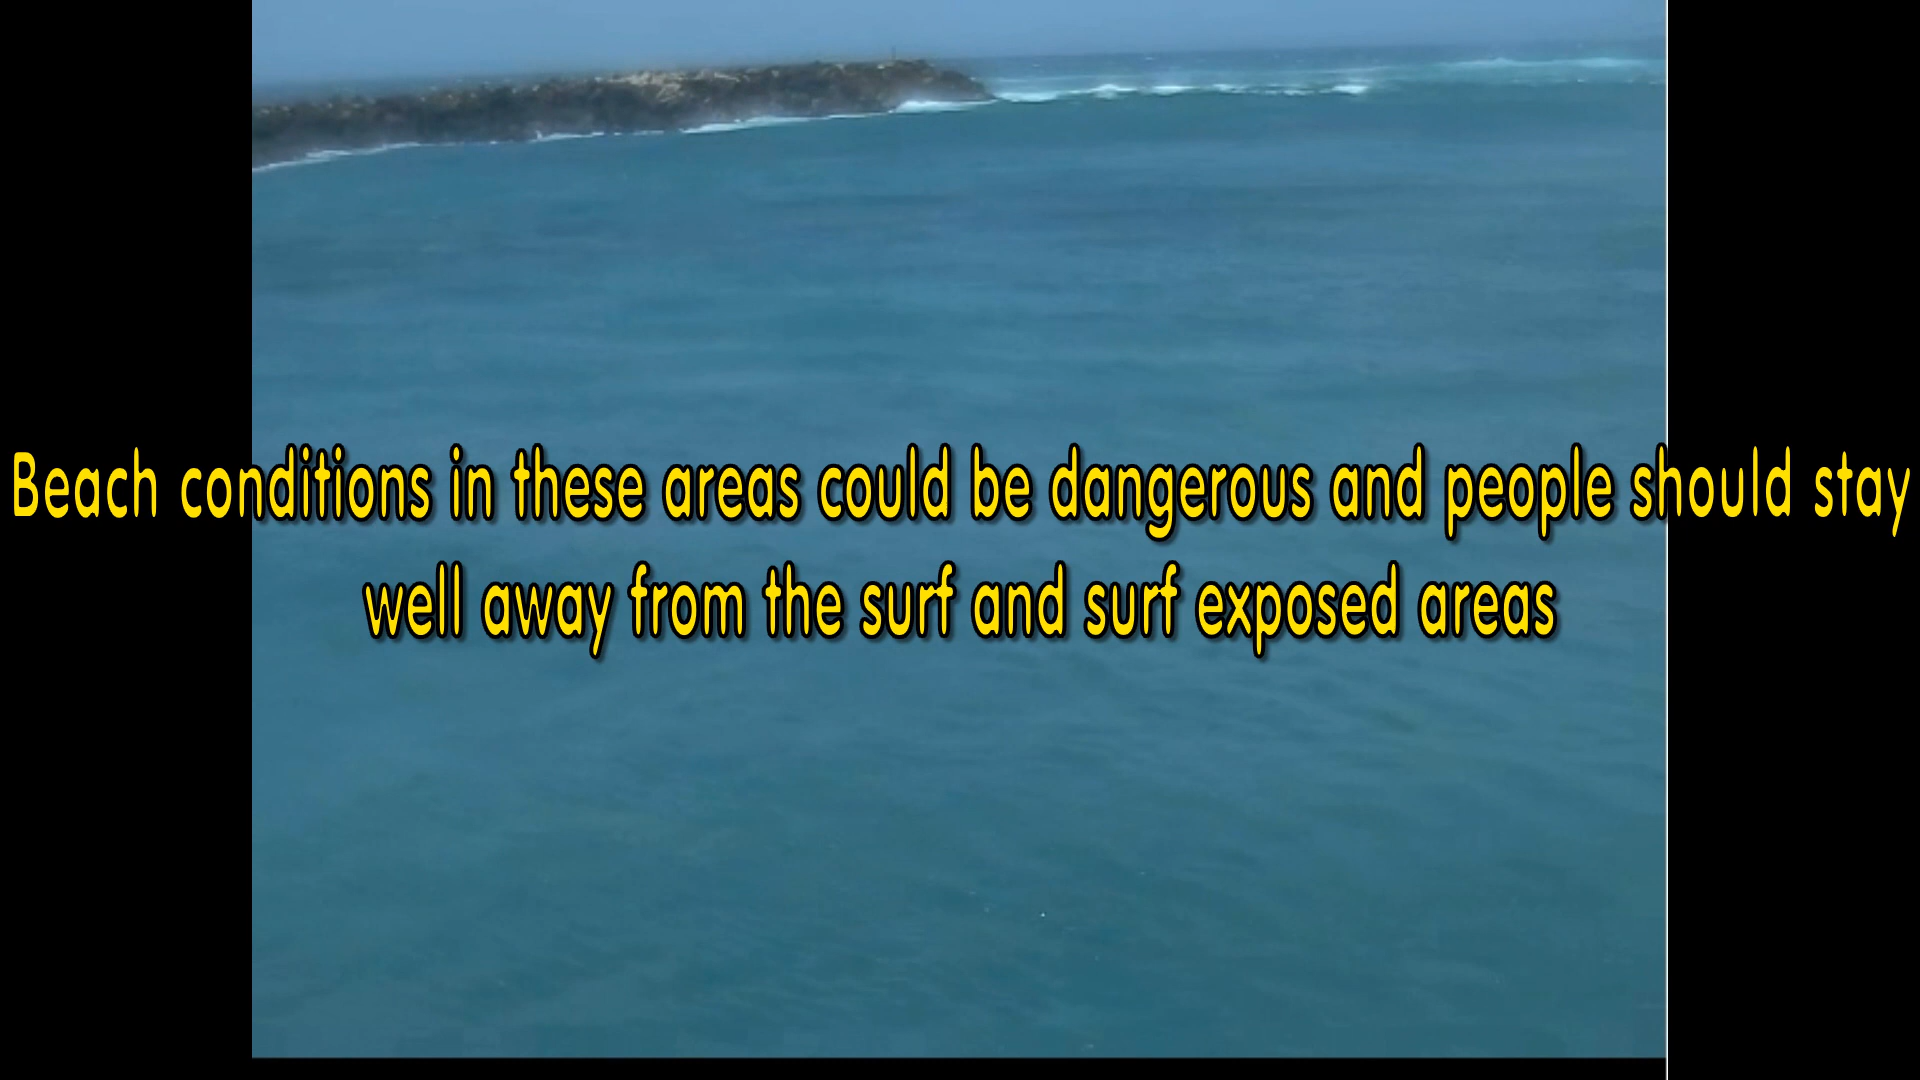 Beach conditions in these areas could be dangerous and people should stay
well away from the surf and surf exposed areas